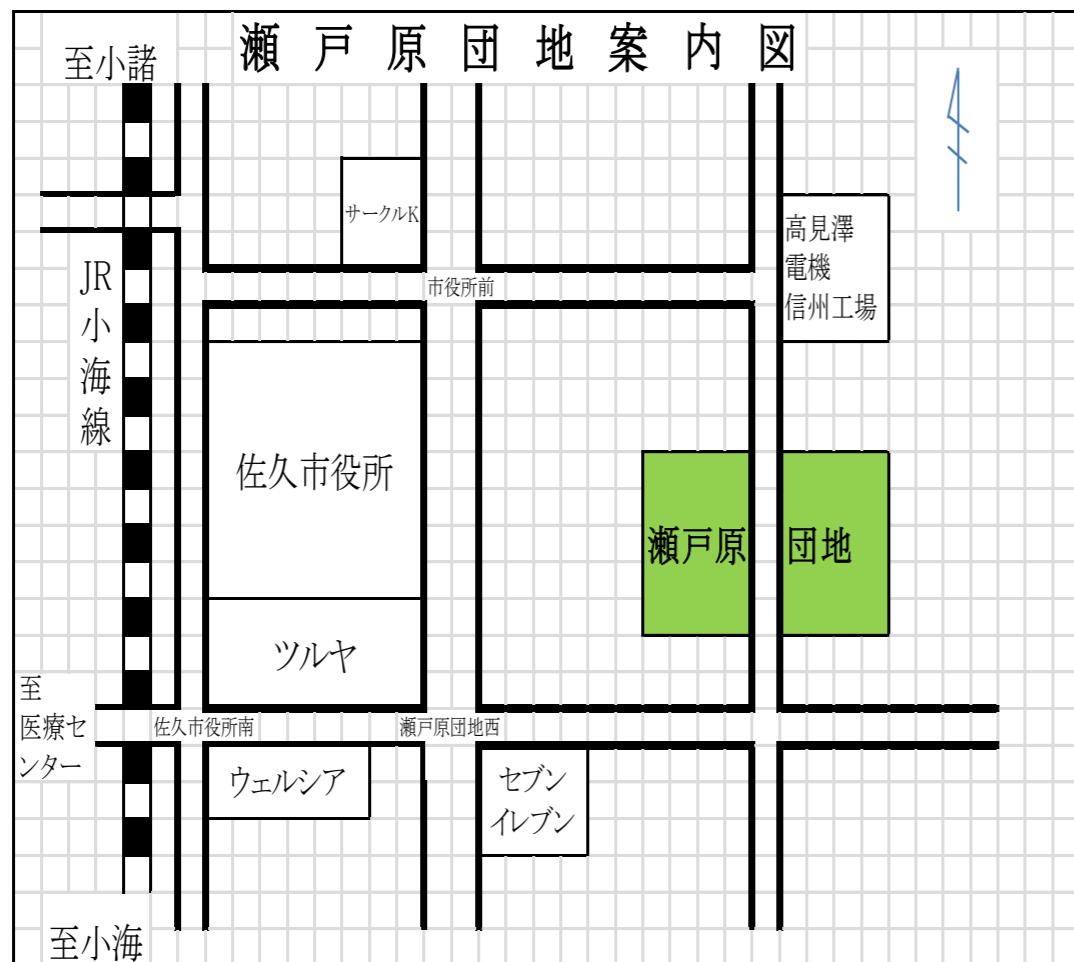 瀬戸原団地案内図
至小諸
サークルK
高見澤
電機
信州工場
市役所前
JR小海線
佐久市役所
瀬戸原 団地
ツルヤ
至
医療セ
ンター
佐久市役所南
瀬戸原団地西
ウェルシア
セブン
イレブン
至小海